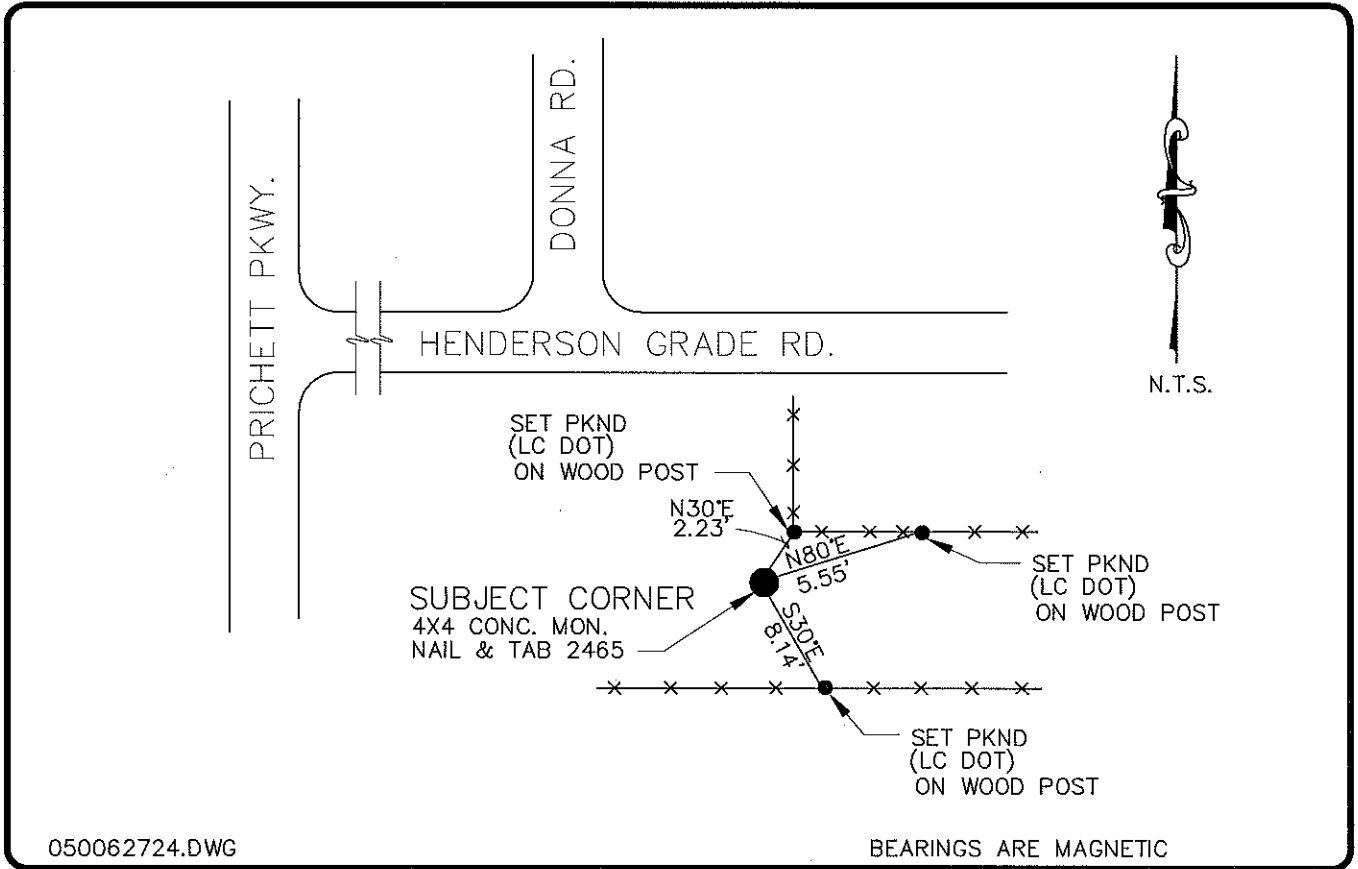 PRICHETT PKWY.
DONNA RD.
HENDERSON GRADE RD.
N.T.S.
SET PKND
(LC DOT)
ON WOOD POST
N30°E
2.23'
N80°E
5.55'
SET PKND
(LC DOT)
ON WOOD POST
SUBJECT CORNER
4X4 CONC. MON.
NAIL & TAB 2465
S30°E
8.14'
SET PKND
(LC DOT)
ON WOOD POST
050062724.DWG
BEARINGS ARE MAGNETIC